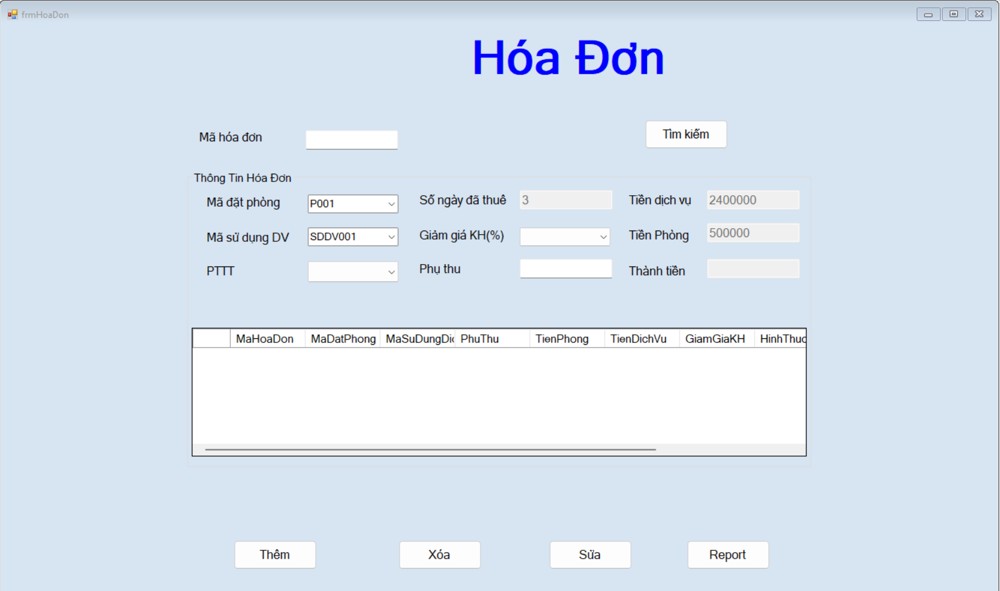 frmHoaDon
Hóa Đơn
Mã hóa đơn
Tìm kiếm
Thông Tin Hóa Đơn
Mã đặt phòng P001 Số ngày đã thuê 3 Tiền dịch vụ 2400000
Mã sử dụng DV SDDV001 Giảm giá KH(%) Tiền Phòng 500000
PTTT Phụ thu Thành tiền
MaHoaDon MaDatPhong MaSuDungDic PhuThu TienPhong TienDichVu GiamGiaKH HinhThuc
Thêm Xóa Sửa Report